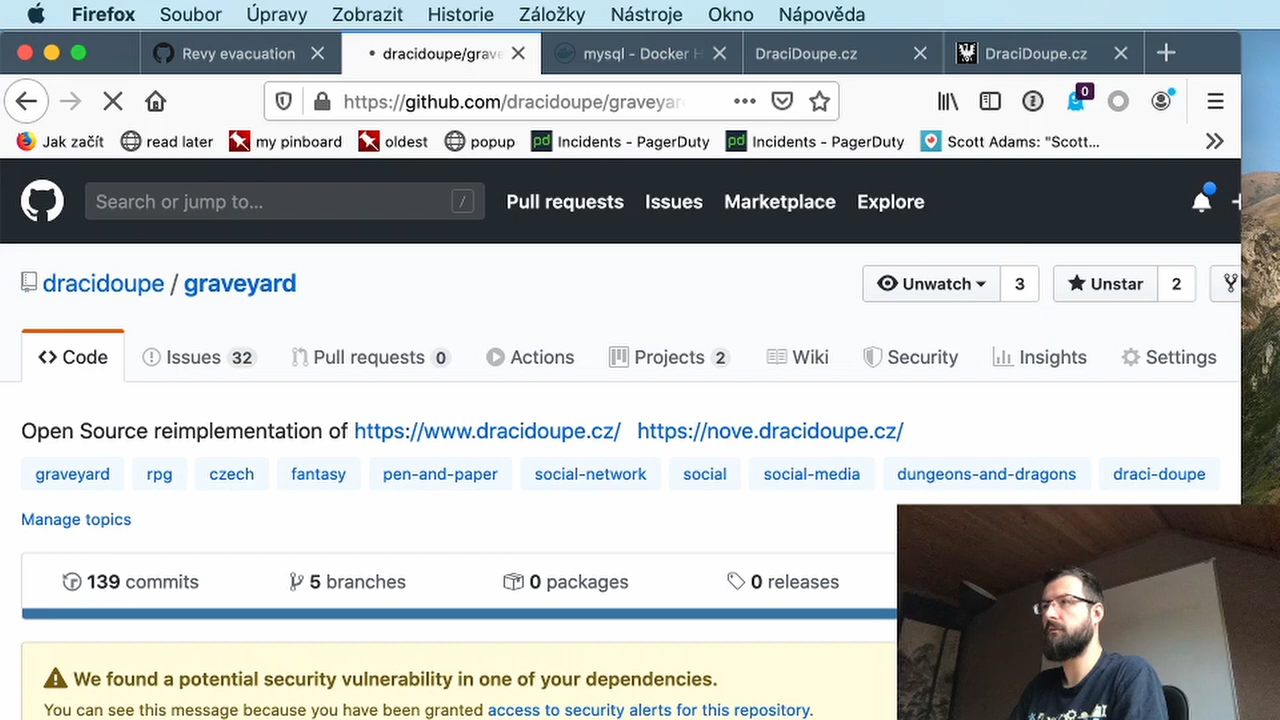 Firefox Soubor Úpravy Zobrazit Historie Záložky Nástroje Okno Nápověda
Revy evacuation dracidoupe/grave mysql - Docker H DraciDoupe.cz DraciDoupe.cz
https://github.com/dracidoupe/graveyar 0
Jak začít read later my pinboard oldest popup Incidents - PagerDuty Incidents - PagerDuty Scott Adams: "Scott...
Search or jump to... / Pull requests Issues Marketplace Explore
dracidoupe / graveyard Unwatch 3 Unstar 2
Code Issues 32 Pull requests 0 Actions Projects 2 Wiki Security Insights Settings
Open Source reimplementation of https://www.dracidoupe.cz/ https://nove.dracidoupe.cz/
graveyard rpg czech fantasy pen-and-paper social-network social social-media dungeons-and-dragons draci-doupe
Manage topics
139 commits 5 branches 0 packages 0 releases
We found a potential security vulnerability in one of your dependencies.
You can see this message because you have been granted access to security alerts for this repository.